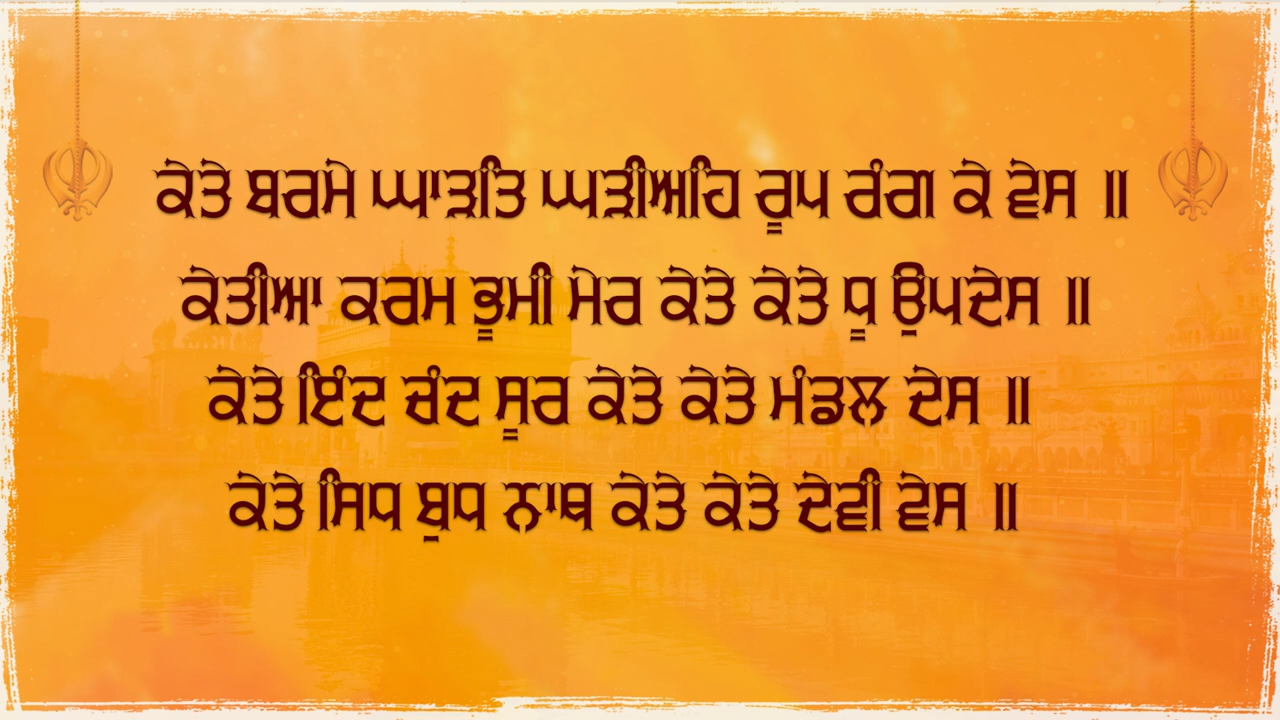 ਕੇਤੇ ਬਰਮੇ ਘਾੜਤਿ ਘੜੀਅਹਿ ਰੂਪ ਰੰਗ ਕੇ ਵੇਸ ॥
ਕੇਤੀਆ ਕਰਮ ਭੂਮੀ ਮੇਰ ਕੇਤੇ ਕੇਤੇ ਧੂ ਉਪਦੇਸ ॥
ਕੇਤੇ ਇੰਦ ਚੰਦ ਸੂਰ ਕੇਤੇ ਕੇਤੇ ਮੰਡਲ ਦੇਸ ॥
ਕੇਤੇ ਸਿਧ ਬੁਧ ਨਾਥ ਕੇਤੇ ਕੇਤੇ ਦੇਵੀ ਵੇਸ ॥